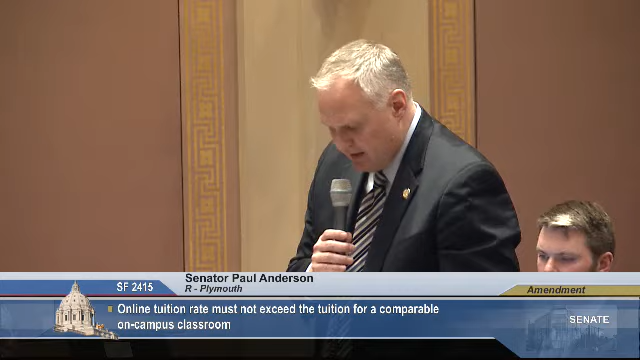 Senator Paul Anderson
SF 2415
R - Plymouth
Amendment
Online tuition rate must not exceed the tuition for a comparable
on-campus classroom
SENATE